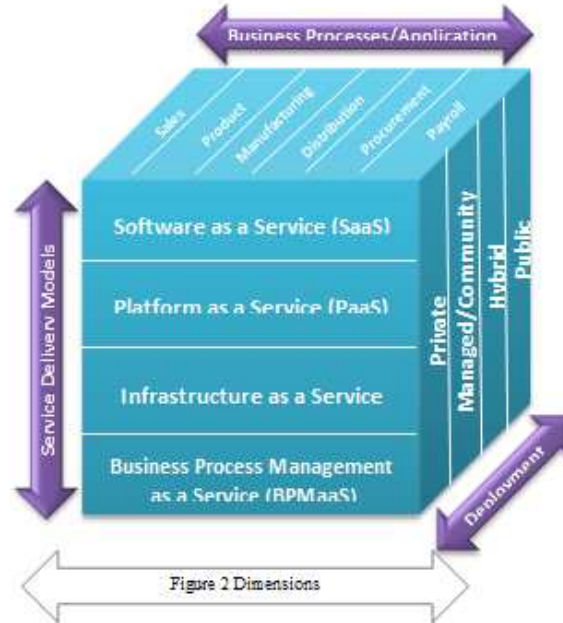 Business Processes/Application
Sales
Product
Manufacturing
Distribution
Procurement
Payroll
Service Delivery Models
Software as a Service (SaaS)
Platform as a Service (PaaS)
Infrastructure as a Service
Business Process Management
as a Service (BPMaaS)
Private
Managed/Community
Hybrid
Public
Deployment
Figure 2 Dimensions